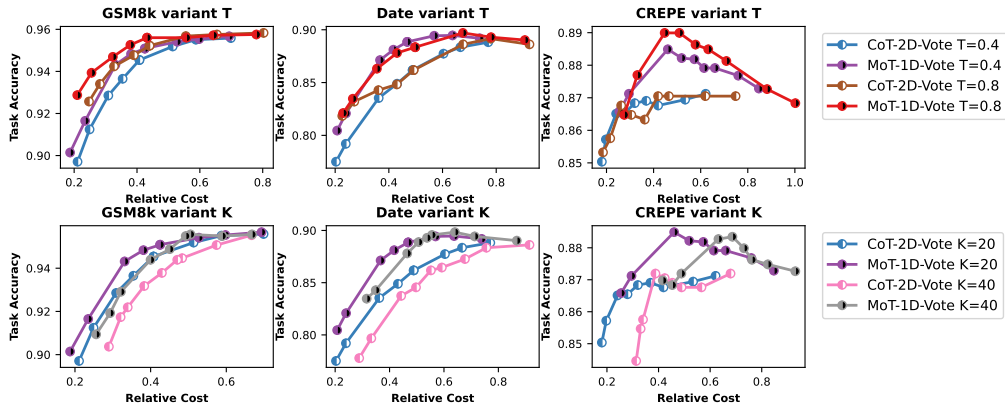 GSM8k variant T
Date variant T
CREPE variant T
Task Accuracy
0.96
0.94
0.92
0.90
0.2 0.4 0.6 0.8
Relative Cost
Task Accuracy
0.90
0.85
0.80
0.2 0.4 0.6 0.8
Relative Cost
Task Accuracy
0.89
0.88
0.87
0.86
0.85
0.2 0.4 0.6 0.8 1.0
Relative Cost
CoT-2D-Vote T=0.4
MoT-1D-Vote T=0.4
CoT-2D-Vote T=0.8
MoT-1D-Vote T=0.8
GSM8k variant K
Date variant K
CREPE variant K
Task Accuracy
0.94
0.92
0.90
0.2 0.4 0.6
Relative Cost
Task Accuracy
0.90
0.85
0.80
0.2 0.4 0.6 0.8
Relative Cost
Task Accuracy
0.88
0.87
0.86
0.85
0.2 0.4 0.6 0.8
Relative Cost
CoT-2D-Vote K=20
MoT-1D-Vote K=20
CoT-2D-Vote K=40
MoT-1D-Vote K=40